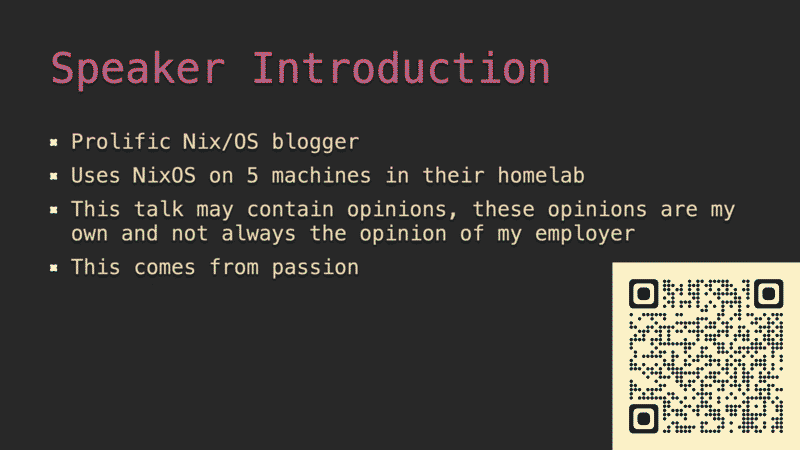 Speaker Introduction
Prolific Nix/OS blogger
Uses NixOS on 5 machines in their homelab
This talk may contain opinions, these opinions are my
own and not always the opinion of my employer
This comes from passion